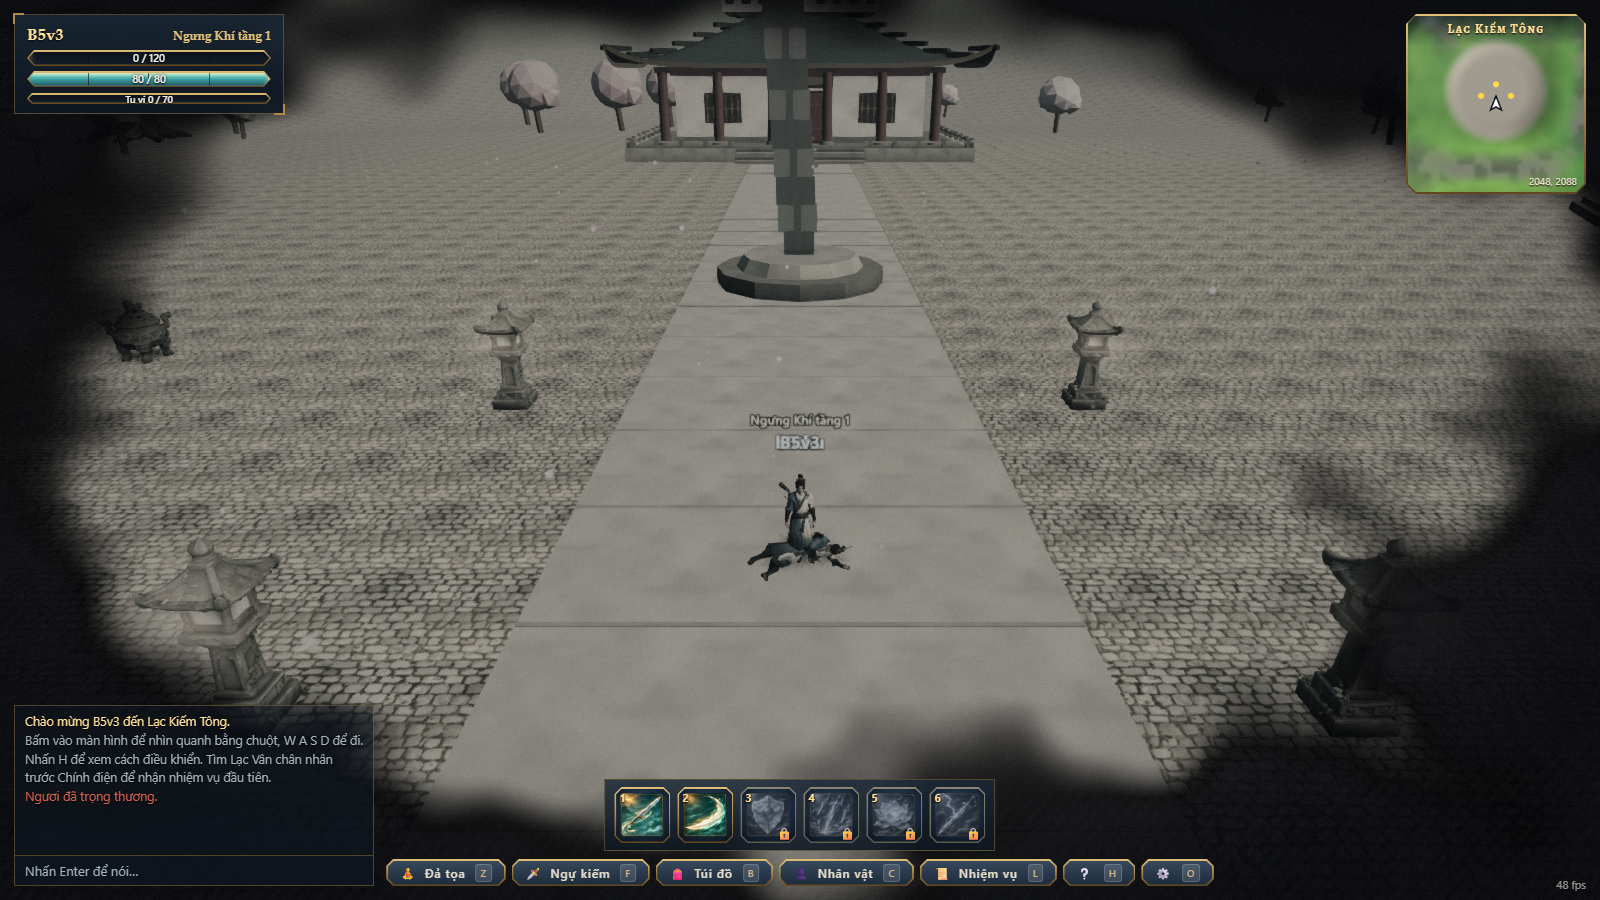 B5v3
Ngưng Khí tầng 1
0 / 120
80 / 80
Tu vi 0 / 70
Lạc Kiếm Tông
2048, 2088
Ngưng Khí tầng 1
B5v3
Chào mừng B5v3 đến Lạc Kiếm Tông.
Bấm vào màn hình để nhìn quanh bằng chuột, W A S D để đi.
Nhấn H để xem cách điều khiển. Tìm Lạc Vân chân nhân
trước Chính điện để nhận nhiệm vụ đầu tiên.
Ngươi đã trọng thương.
Nhấn Enter để nói...
1 2 3 4 5 6
Đả tọa Z
Ngự kiếm F
Túi đồ B
Nhân vật C
Nhiệm vụ L
? H
O
48 fps